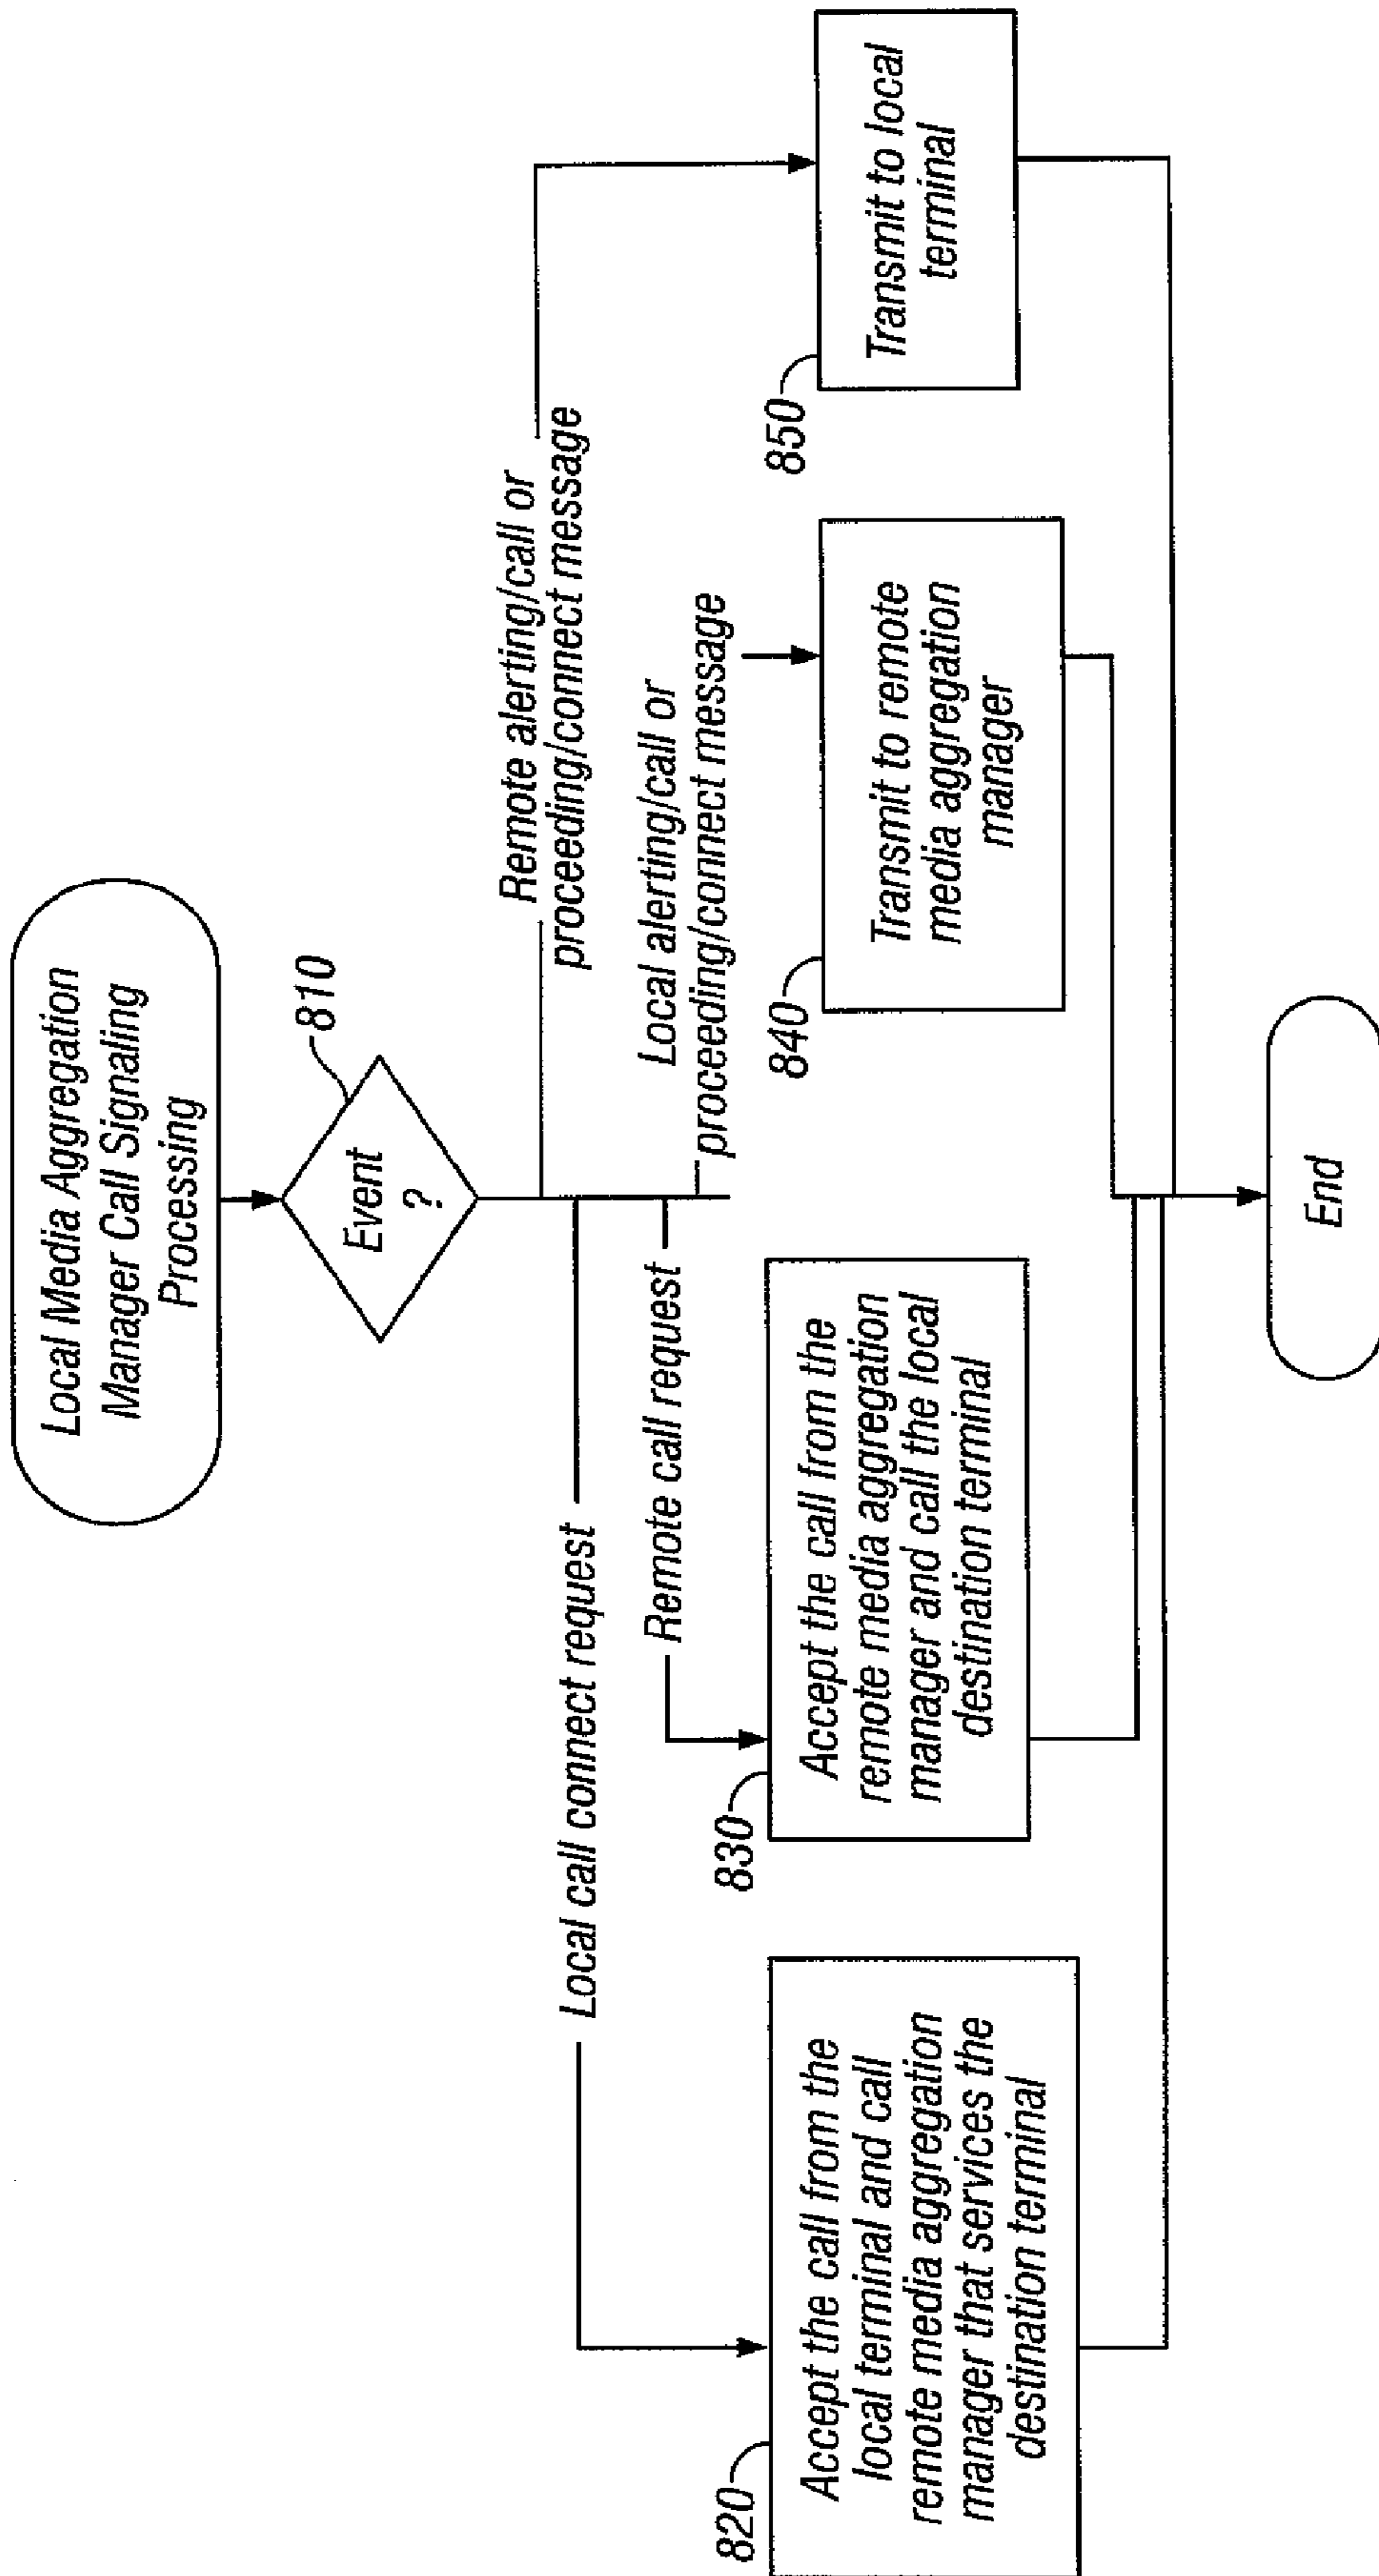 Local Media Aggregation
Manager Call Signaling
Processing
810
Event
?
Local call connect request
Remote call request
Local alerting/call or
proceeding/connect message
Remote alerting/call or
proceeding/connect message
820
Accept the call from the
local terminal and call
remote media aggregation
manager that services the
destination terminal
830
Accept the call from the
remote media aggregation
manager and call the local
destination terminal
840
Transmit to remote
media aggregation
manager
850
Transmit to local
terminal
End